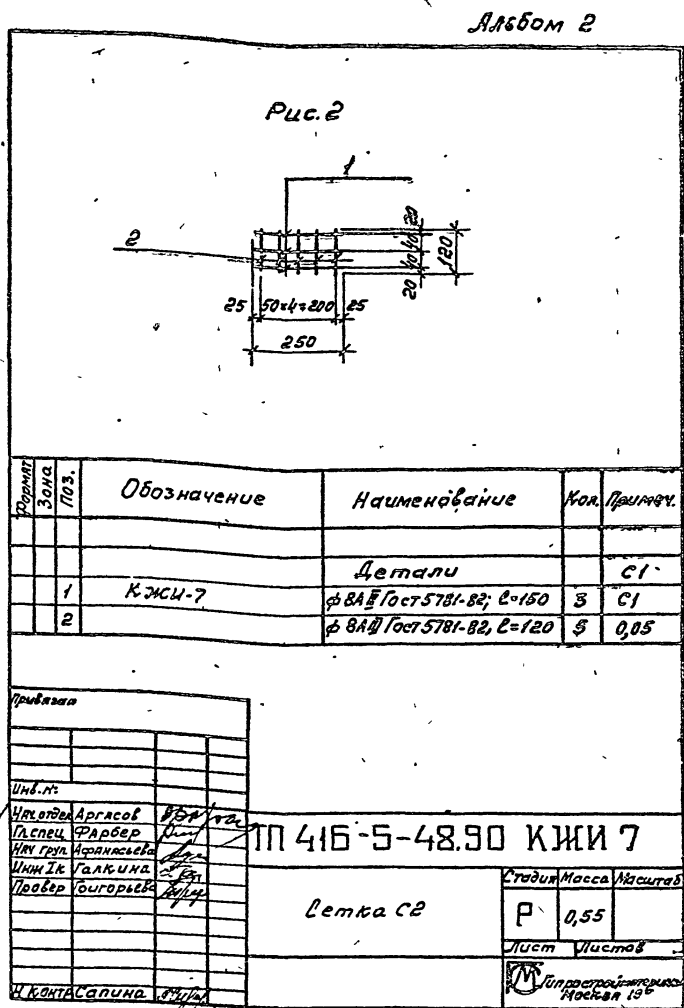 Альбом 2
Рис. 2
1
2
20
40
40
20
120
25 50×4=200 25
250
Формат Зона Поз. Обозначение Наименование Кол. Примеч.
Детали С1
1 КЖИ-7 ф 8АIII Гост 5781-82; ℓ=150 3 С1
2 ф 8АIII Гост 5781-82, ℓ=120 5 0,05
Привязан
Инв. №:
Нач. отдел Аргасов
Гл. спец Фарбер
Нач груп Афанасьева
Инж Iк Галкина
Провер Григорьева
Н. контр Сапина
ТП 416-5-48.90 КЖИ 7
Сетка С2
Стадия Масса Масштаб
Р 0,55
Лист Листов
Москва 19